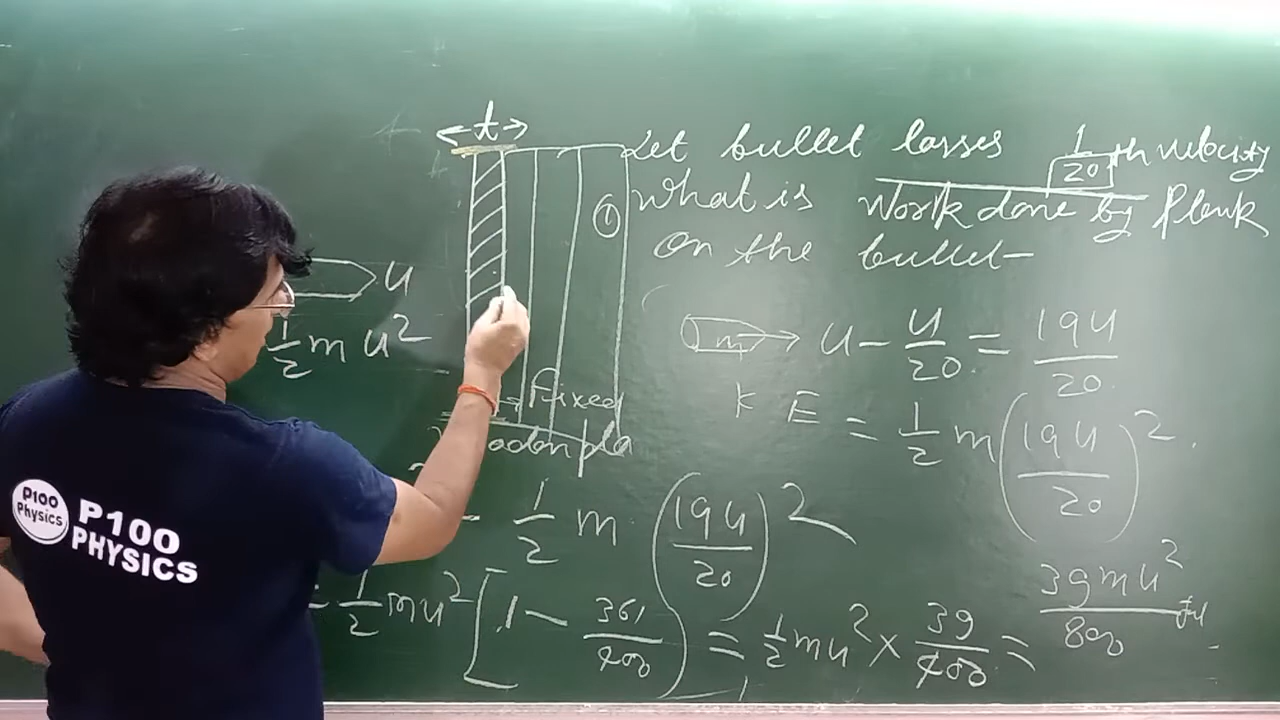 t
Let bullet losses 1/20 th velocity
① What is Work done by Plank
on the bullet-
u
m u - u/20 = 19u/20
1/2 m u²
K E = 1/2 m (19u/20)².
Fixed
- 1/2 m (19u/20)²
= 1/2 mu² [1 - 361/400] = 1/2 mu² × 39/400 = 39mu²/800
P100 Physics
P100
PHYSICS